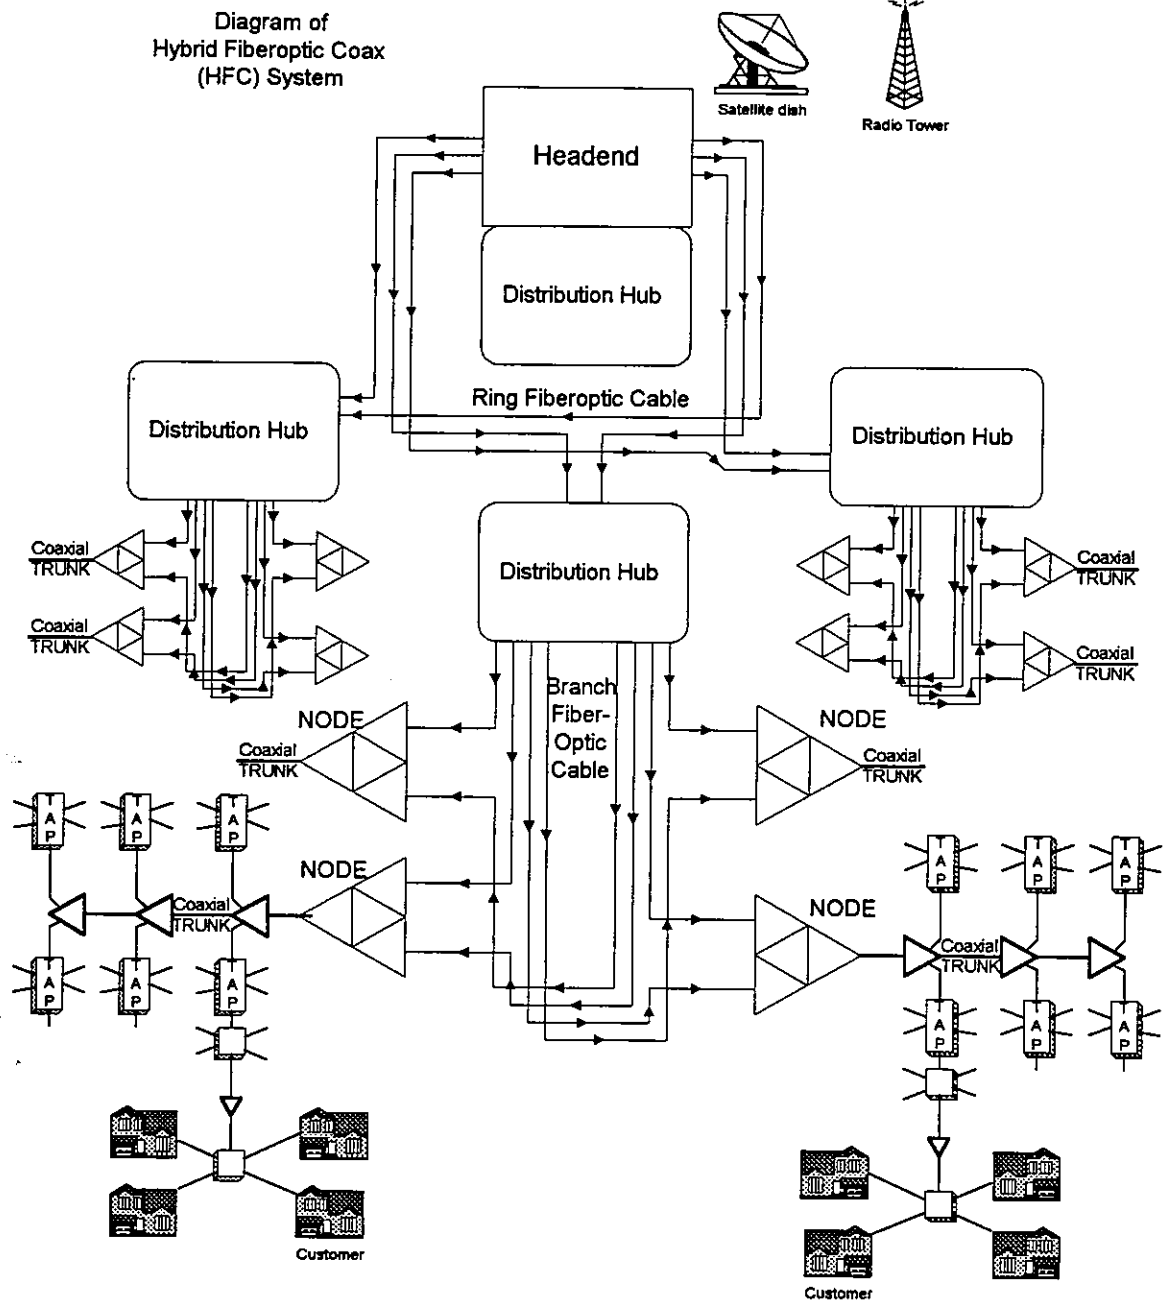 Diagram of
Hybrid Fiberoptic Coax
(HFC) System
Satellite dish
Radio Tower
Headend
Distribution Hub
Ring Fiberoptic Cable
Distribution Hub
Distribution Hub
Distribution Hub
Coaxial
TRUNK
Coaxial
TRUNK
Coaxial
TRUNK
Coaxial
TRUNK
Branch
Fiber-
Optic
Cable
NODE
Coaxial
TRUNK
NODE
Coaxial
TRUNK
TAP
TAP
TAP
NODE
Coaxial
TRUNK
TAP
TAP
TAP
TAP
TAP
TAP
NODE
Coaxial
TRUNK
TAP
TAP
TAP
Customer
Customer